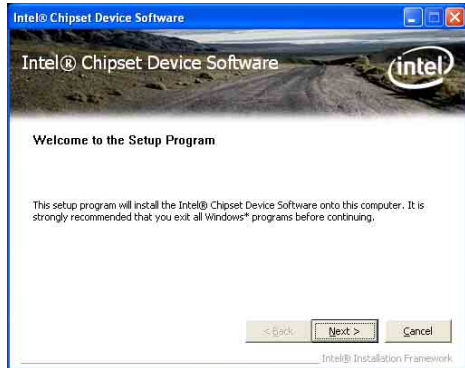 Intel® Chipset Device Software
Intel® Chipset Device Software
intel
Welcome to the Setup Program
This setup program will install the Intel® Chipset Device Software onto this computer. It is
strongly recommended that you exit all Windows* programs before continuing.
< Back Next > Cancel
Intel® Installation Framework